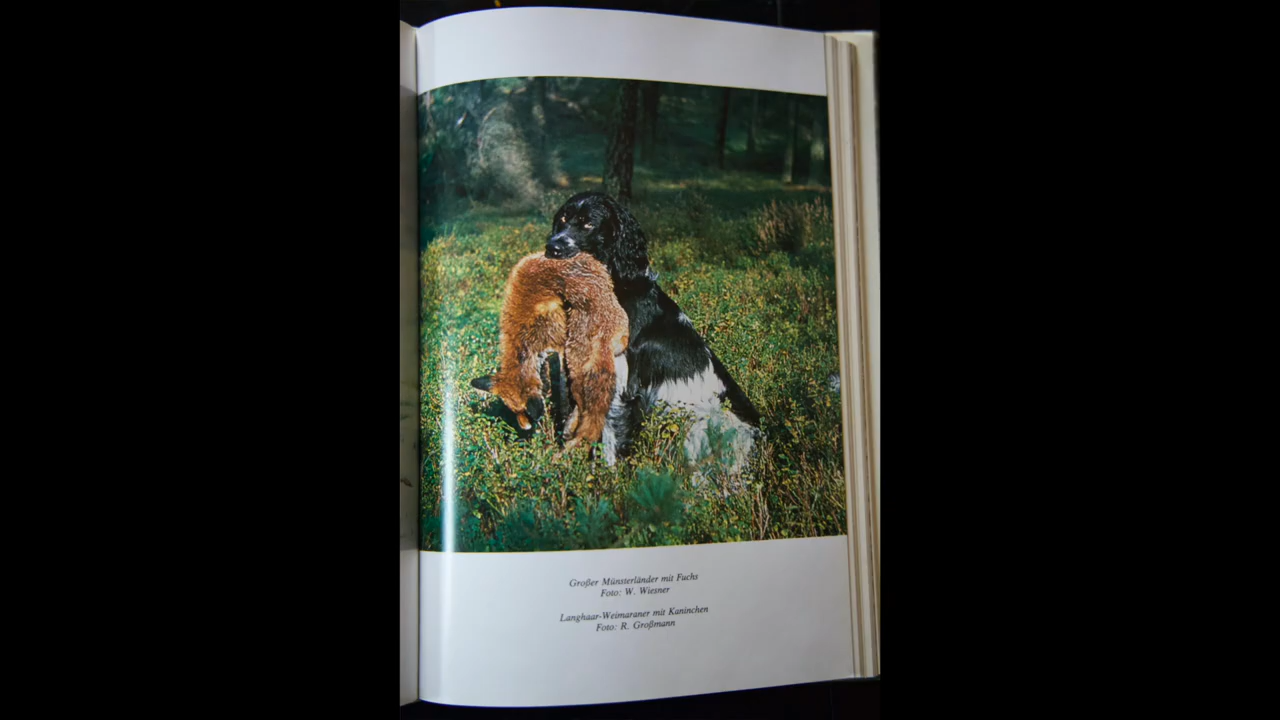 Großer Münsterländer mit Fuchs
Foto: W. Wiesner
Langhaar-Weimaraner mit Kaninchen
Foto: R. Großmann